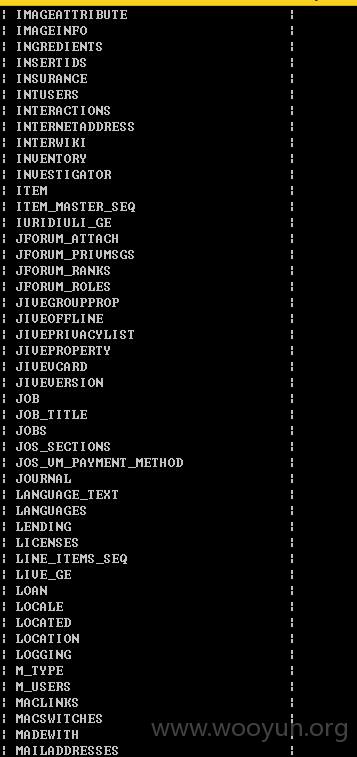 ¦ IMAGEATTRIBUTE ¦
¦ IMAGEINFO ¦
¦ INGREDIENTS ¦
¦ INSERTIDS ¦
¦ INSURANCE ¦
¦ INTUSERS ¦
¦ INTERACTIONS ¦
¦ INTERNETADDRESS ¦
¦ INTERWIKI ¦
¦ INVENTORY ¦
¦ INVESTIGATOR ¦
¦ ITEM ¦
¦ ITEM_MASTER_SEQ ¦
¦ IURIDIULI_GE ¦
¦ JFORUM_ATTACH ¦
¦ JFORUM_PRIVMSGS ¦
¦ JFORUM_RANKS ¦
¦ JFORUM_ROLES ¦
¦ JIVEGROUPPROP ¦
¦ JIVEOFFLINE ¦
¦ JIVEPRIVACYLIST ¦
¦ JIVEPROPERTY ¦
¦ JIVEVCARD ¦
¦ JIVEVERSION ¦
¦ JOB ¦
¦ JOB_TITLE ¦
¦ JOBS ¦
¦ JOS_SECTIONS ¦
¦ JOS_VM_PAYMENT_METHOD ¦
¦ JOURNAL ¦
¦ LANGUAGE_TEXT ¦
¦ LANGUAGES ¦
¦ LENDING ¦
¦ LICENSES ¦
¦ LINE_ITEMS_SEQ ¦
¦ LIVE_GE ¦
¦ LOAN ¦
¦ LOCALE ¦
¦ LOCATED ¦
¦ LOCATION ¦
¦ LOGGING ¦
¦ M_TYPE ¦
¦ M_USERS ¦
¦ MACLINKS ¦
¦ MACSWITCHES ¦
¦ MADEWITH ¦
¦ MAILADDRESSES ¦
www.wooyun.org